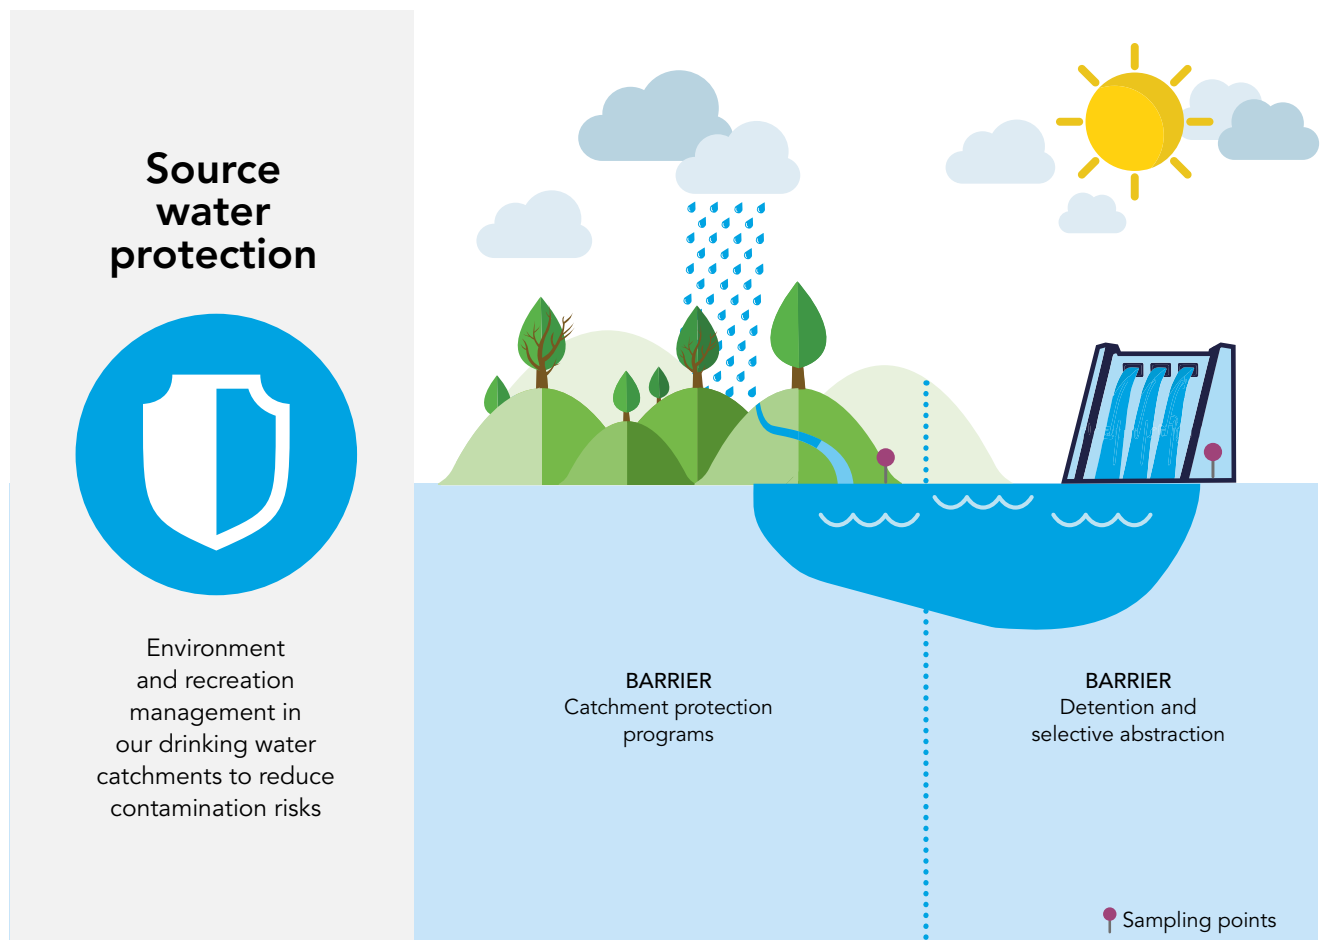 Source
water
protection
Environment
and recreation
management in
our drinking water
catchments to reduce
contamination risks
BARRIER
Catchment protection
programs
BARRIER
Detention and
selective abstraction
Sampling points